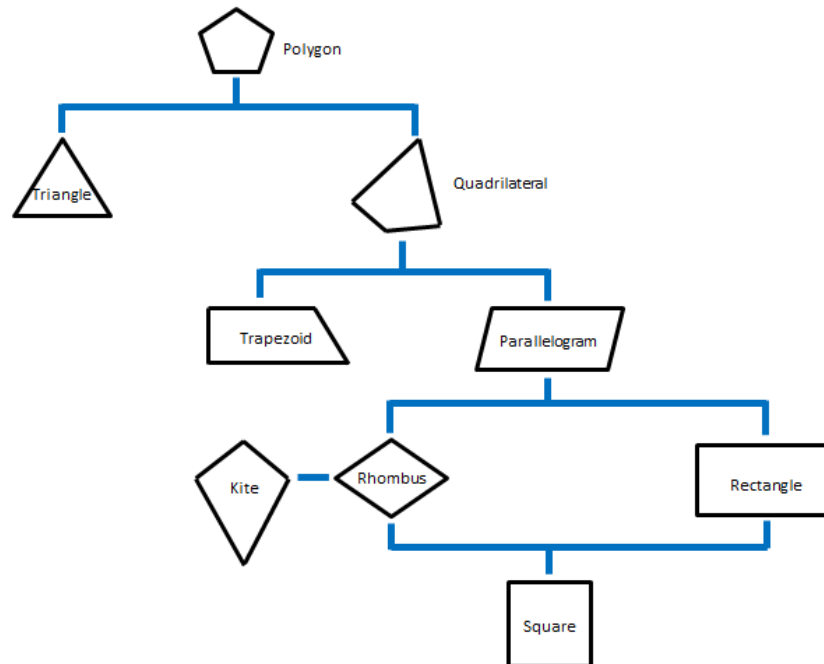 Polygon
Triangle
Quadrilateral
Trapezoid
Parallelogram
Kite
Rhombus
Rectangle
Square